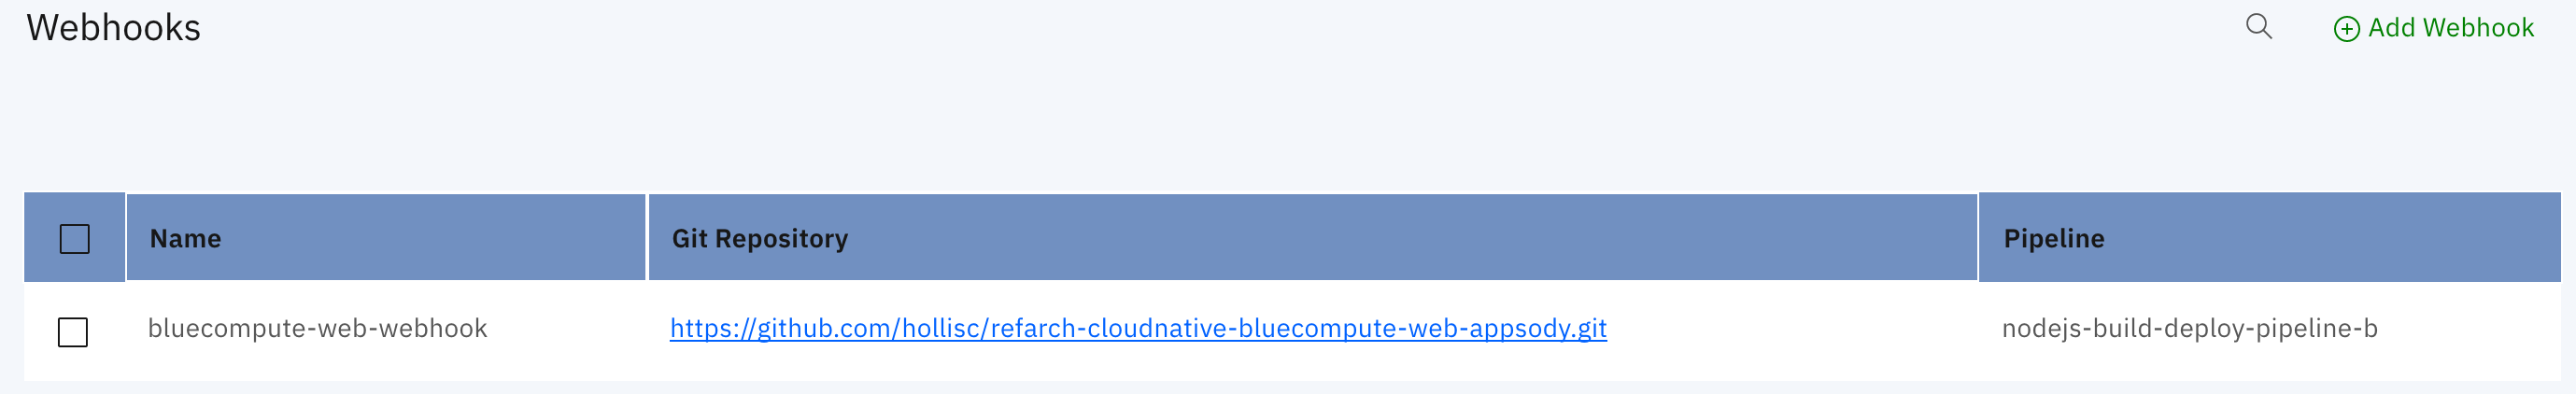 Webhooks
Add Webhook
Name Git Repository Pipeline
bluecompute-web-webhook https://github.com/hollisc/refarch-cloudnative-bluecompute-web-appsody.git nodejs-build-deploy-pipeline-b